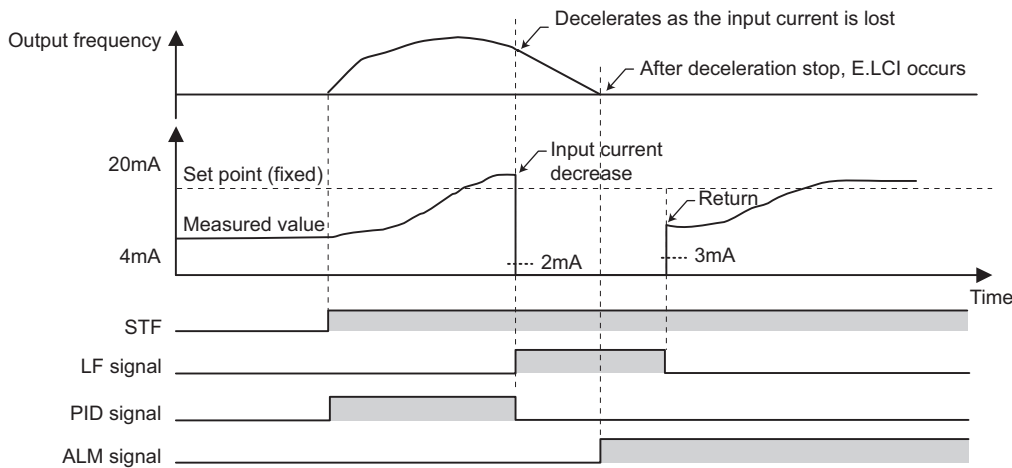 Decelerates as the input current is lost
Output frequency
After deceleration stop, E.LCI occurs
20mA
Input current
decrease
Set point (fixed)
Return
Measured value
4mA
2mA
3mA
Time
STF
LF signal
PID signal
ALM signal